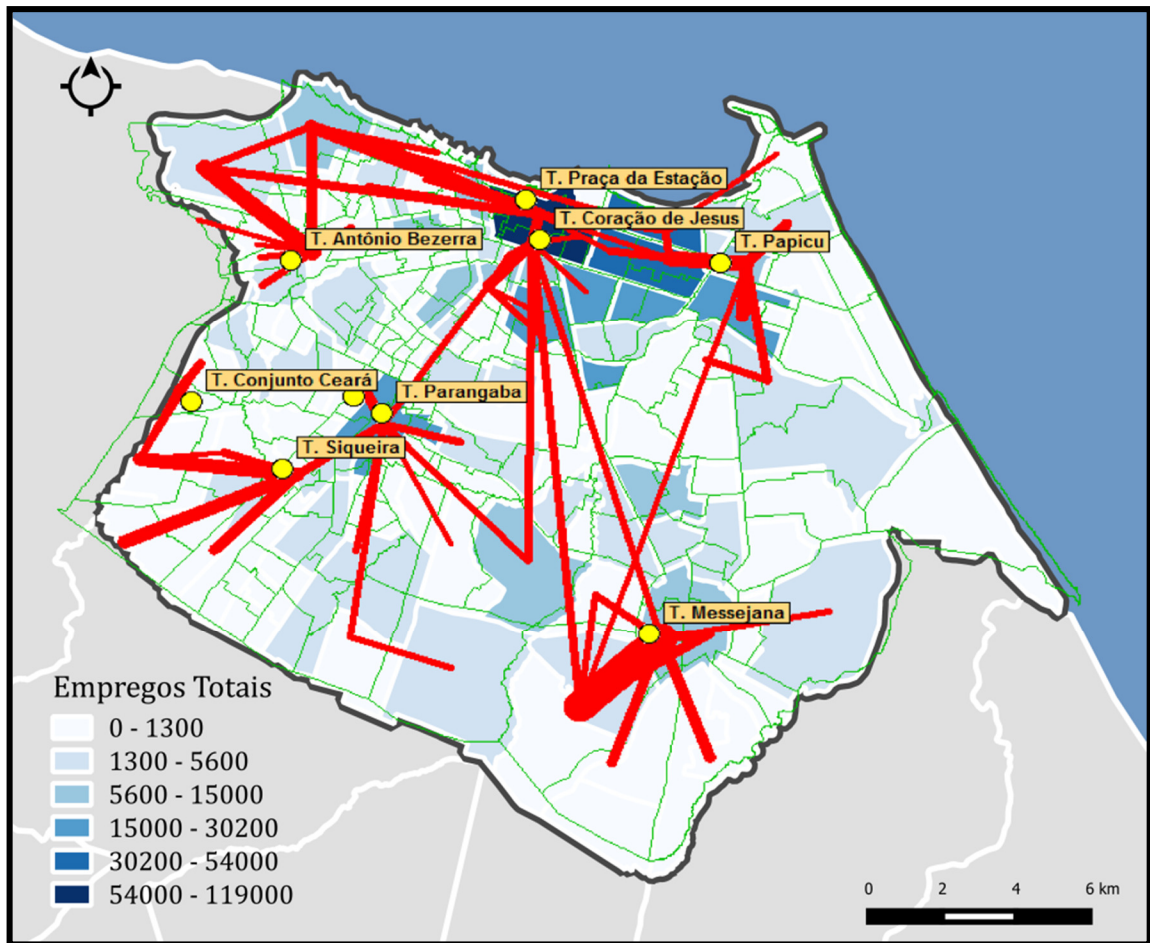 T. Praça da Estação
T. Coração de Jesus
T. Antônio Bezerra
T. Papicu
T. Conjunto Ceará
T. Parangaba
T. Siqueira
T. Messejana
Empregos Totais
0 - 1300
1300 - 5600
5600 - 15000
15000 - 30200
30200 - 54000
54000 - 119000
0 2 4 6 km